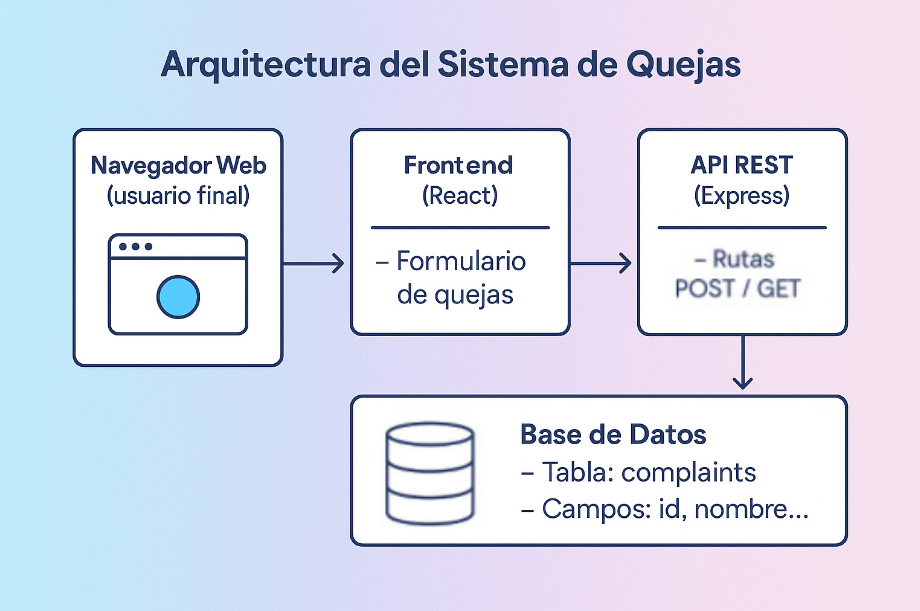 Arquitectura del Sistema de Quejas
Navegador Web
(usuario final)
Frontend
(React)
– Formulario
de quejas
API REST
(Express)
– Rutas
POST / GET
Base de Datos
– Tabla: complaints
– Campos: id, nombre...